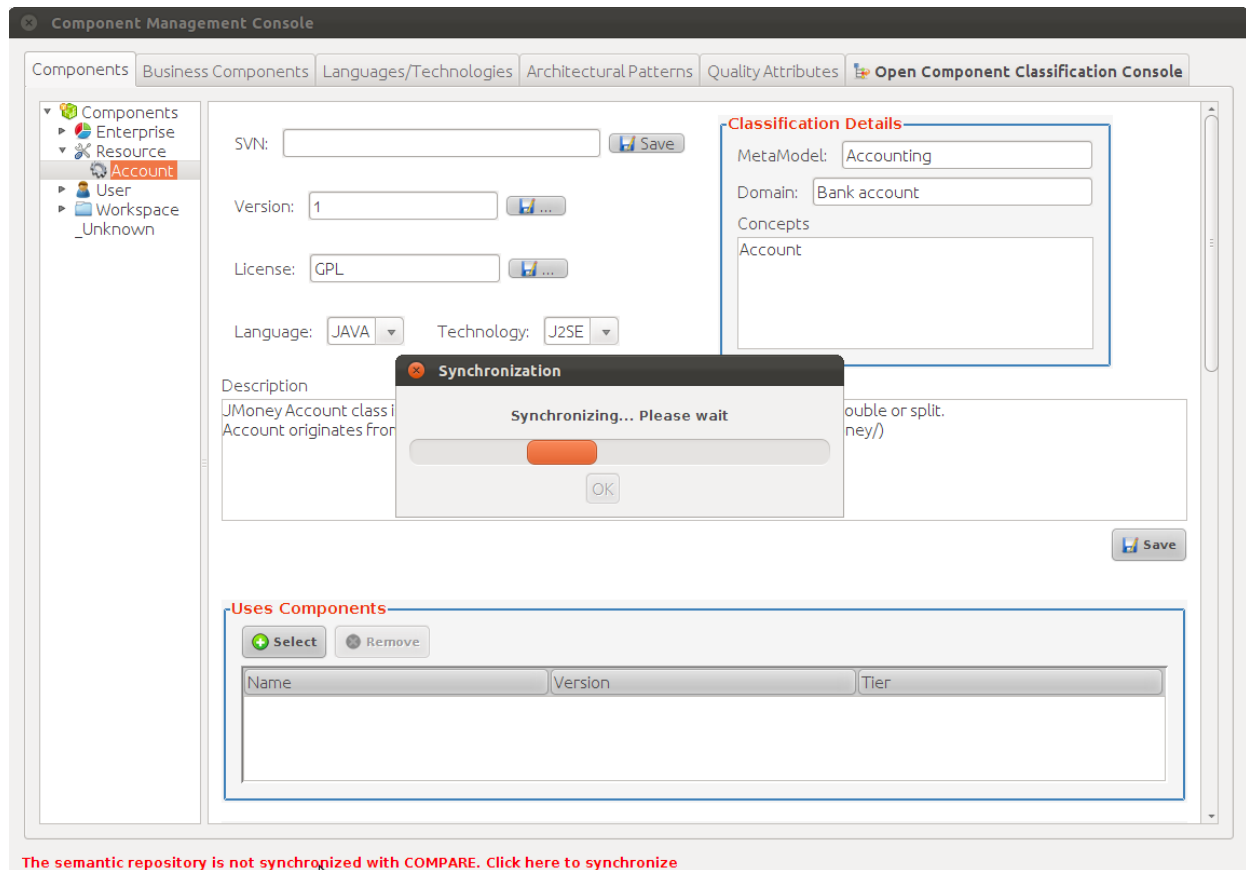 Component Management Console
Components Business Components Languages/Technologies Architectural Patterns Quality Attributes Open Component Classification Console
Components
Enterprise
Resource
Account
User
Workspace
_Unknown
SVN: Save
Version: 1 ...
License: GPL ...
Language: JAVA Technology: J2SE
Classification Details
MetaModel: Accounting
Domain: Bank account
Concepts
Account
Description
JMoney Account class i
ouble or split.
Account originates from
ney/)
Synchronization
Synchronizing... Please wait
OK
Save
Uses Components
Select Remove
Name Version Tier
The semantic repository is not synchronized with COMPARE. Click here to synchronize